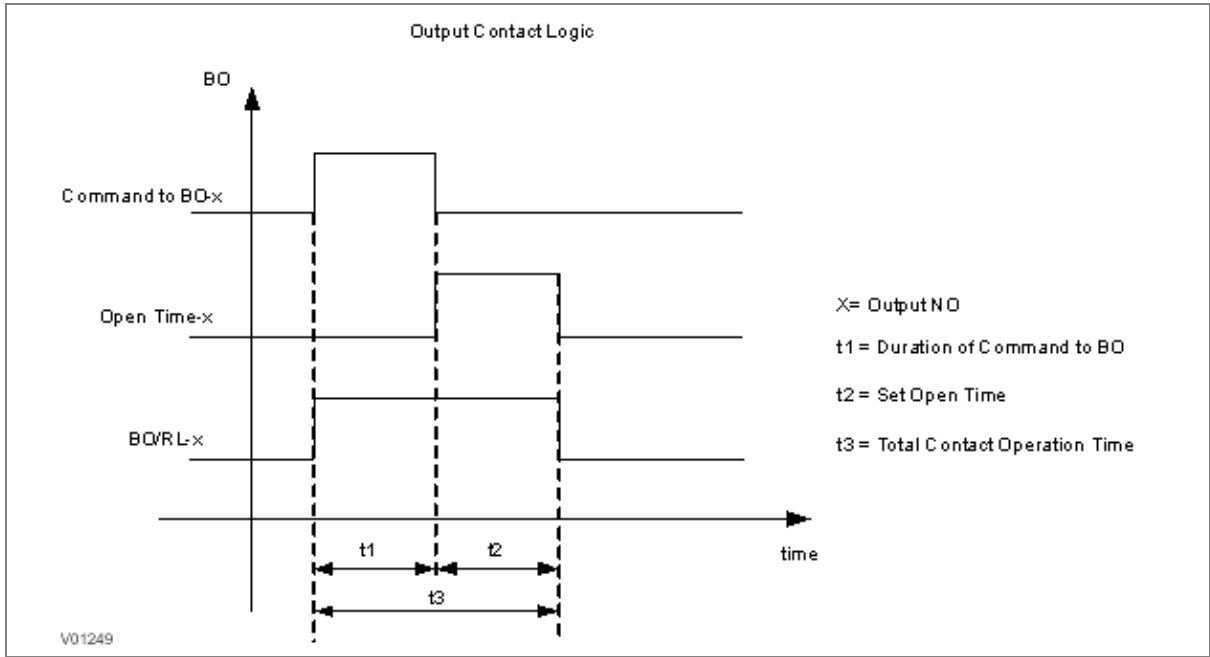 Output Contact Logic
BO
Command to BO-x
Open Time-x
BO/RL-x
X= Output NO
t1 = Duration of Command to BO
t2 = Set Open Time
t3 = Total Contact Operation Time
t1
t2
time
t3
V01249